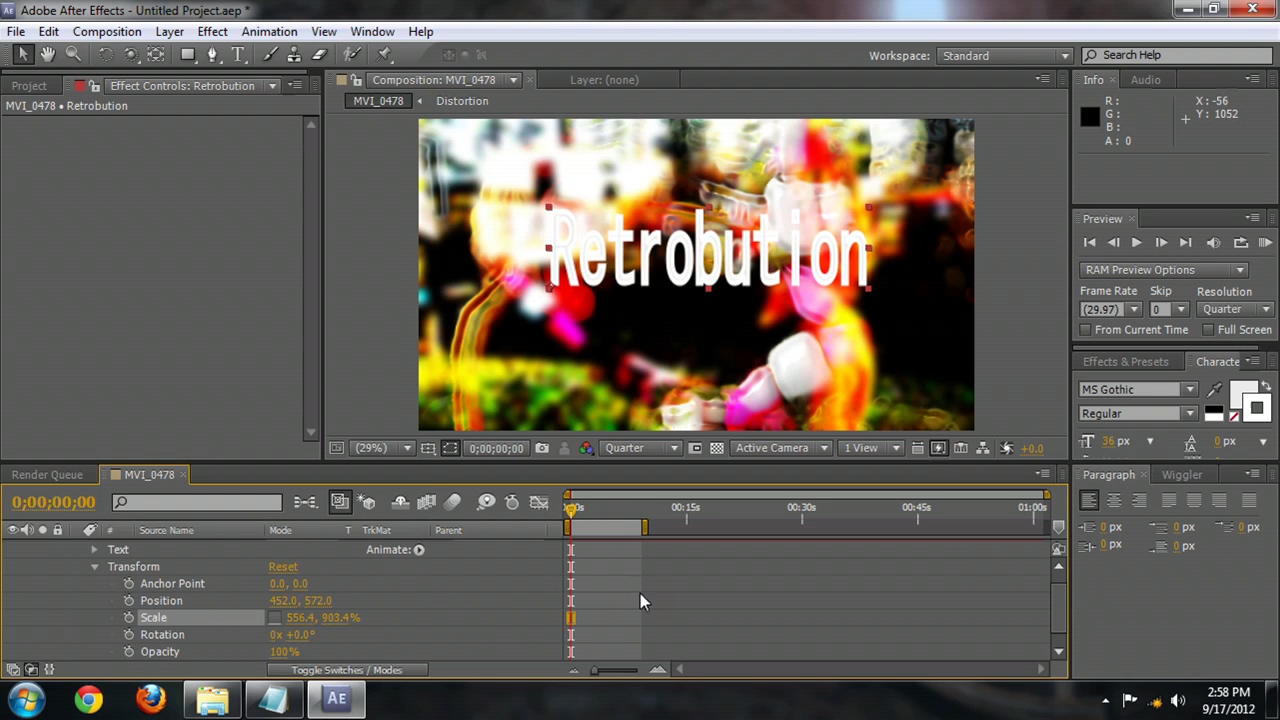 Adobe After Effects - Untitled Project.aep *
File Edit Composition Layer Effect Animation View Window Help
Workspace: Standard Search Help
Project Effect Controls: Retrobution
MVI_0478 • Retrobution
Composition: MVI_0478 Layer: (none)
MVI_0478 Distortion
Retrobution
(29%) 0;00;00;00 Quarter Active Camera 1 View +0.0
Info Audio
R: X: -56
G: Y: 1052
B:
A: 0
Preview
RAM Preview Options
Frame Rate Skip Resolution
(29.97) 0 Quarter
From Current Time Full Screen
Effects & Presets Characte
MS Gothic
Regular
36 px 0 px
Render Queue MVI_0478
0;00;00;00 00:15s 00:30s 00:45s 01:00s
# Source Name Mode T TrkMat Parent
Text Animate:
Transform Reset
Anchor Point 0.0, 0.0
Position 452.0, 572.0
Scale 556.4, 903.4%
Rotation 0x +0.0°
Opacity 100%
Toggle Switches / Modes
Paragraph Wiggler
0 px 0 px 0 px
0 px 0 px
Ae
2:58 PM
9/17/2012